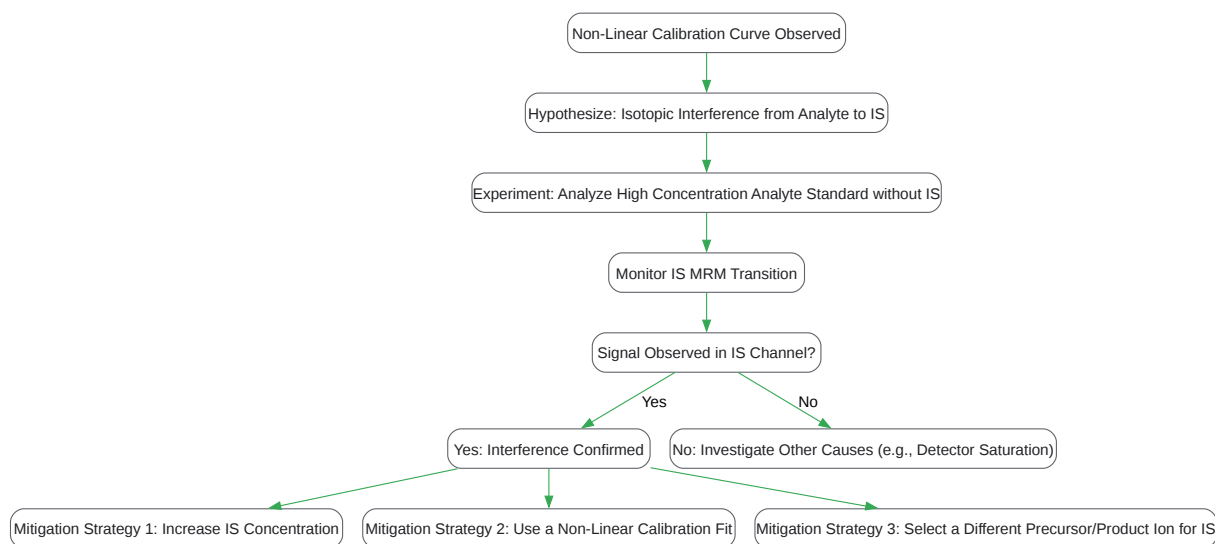 Non-Linear Calibration Curve Observed
Hypothesize: Isotopic Interference from Analyte to IS
Experiment: Analyze High Concentration Analyte Standard without IS
Monitor IS MRM Transition
Signal Observed in IS Channel?
Yes
No
Yes: Interference Confirmed
No: Investigate Other Causes (e.g., Detector Saturation)
Mitigation Strategy 1: Increase IS Concentration
Mitigation Strategy 2: Use a Non-Linear Calibration Fit
Mitigation Strategy 3: Select a Different Precursor/Product Ion for IS